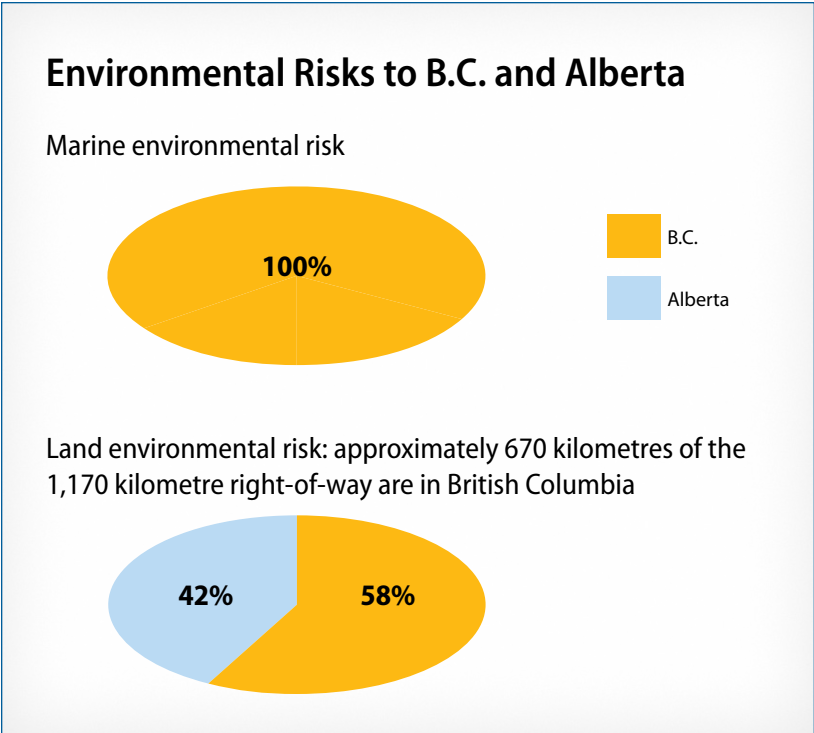 Environmental Risks to B.C. and Alberta
Marine environmental risk
100%
B.C.
Alberta
Land environmental risk: approximately 670 kilometres of the
1,170 kilometre right-of-way are in British Columbia
42%
58%